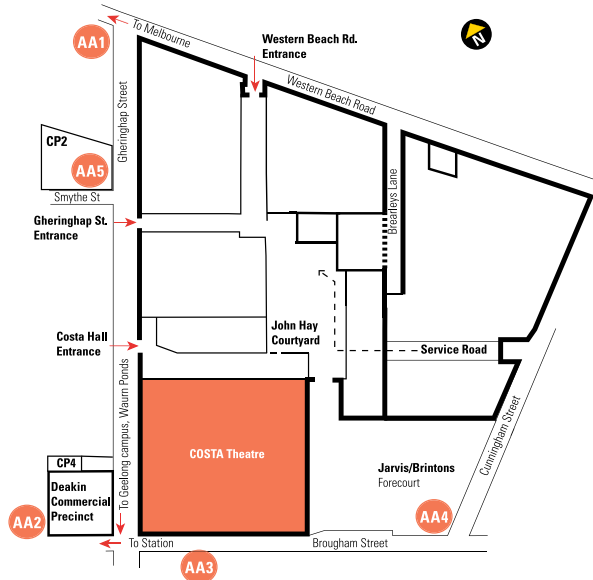 To Melbourne
AA1
Western Beach Rd.
Entrance
N
Western Beach Road
Gheringhap Street
CP2
AA5
Smythe St
Brearleys Lane
Gheringhap St.
Entrance
Costa Hall
Entrance
John Hay
Courtyard
Service Road
To Geelong campus, Waurn Ponds
COSTA Theatre
Cunningham Street
CP4
Jarvis/Brintons
Forecourt
Deakin
Commercial
Precinct
AA2
AA4
To Station
Brougham Street
AA3